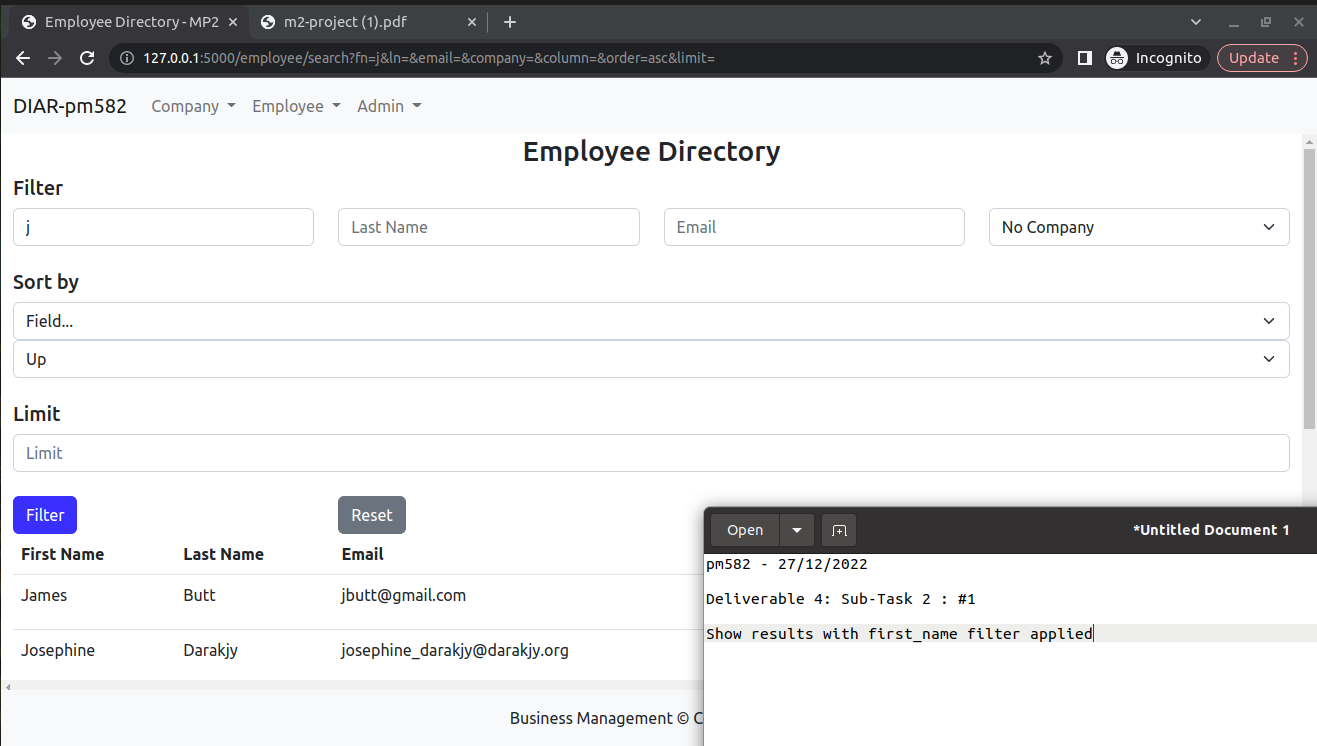 Employee Directory - MP2
m2-project (1).pdf
127.0.0.1:5000/employee/search?fn=j&ln=&email=&company=&column=&order=asc&limit=
Incognito
Update
DIAR-pm582
Company
Employee
Admin
Employee Directory
Filter
j
Last Name
Email
No Company
Sort by
Field...
Up
Limit
Limit
Filter
Reset
First Name Last Name Email
James Butt jbutt@gmail.com
Josephine Darakjy josephine_darakjy@darakjy.org
Business Management © C
Open
*Untitled Document 1
pm582 - 27/12/2022
Deliverable 4: Sub-Task 2 : #1
Show results with first_name filter applied